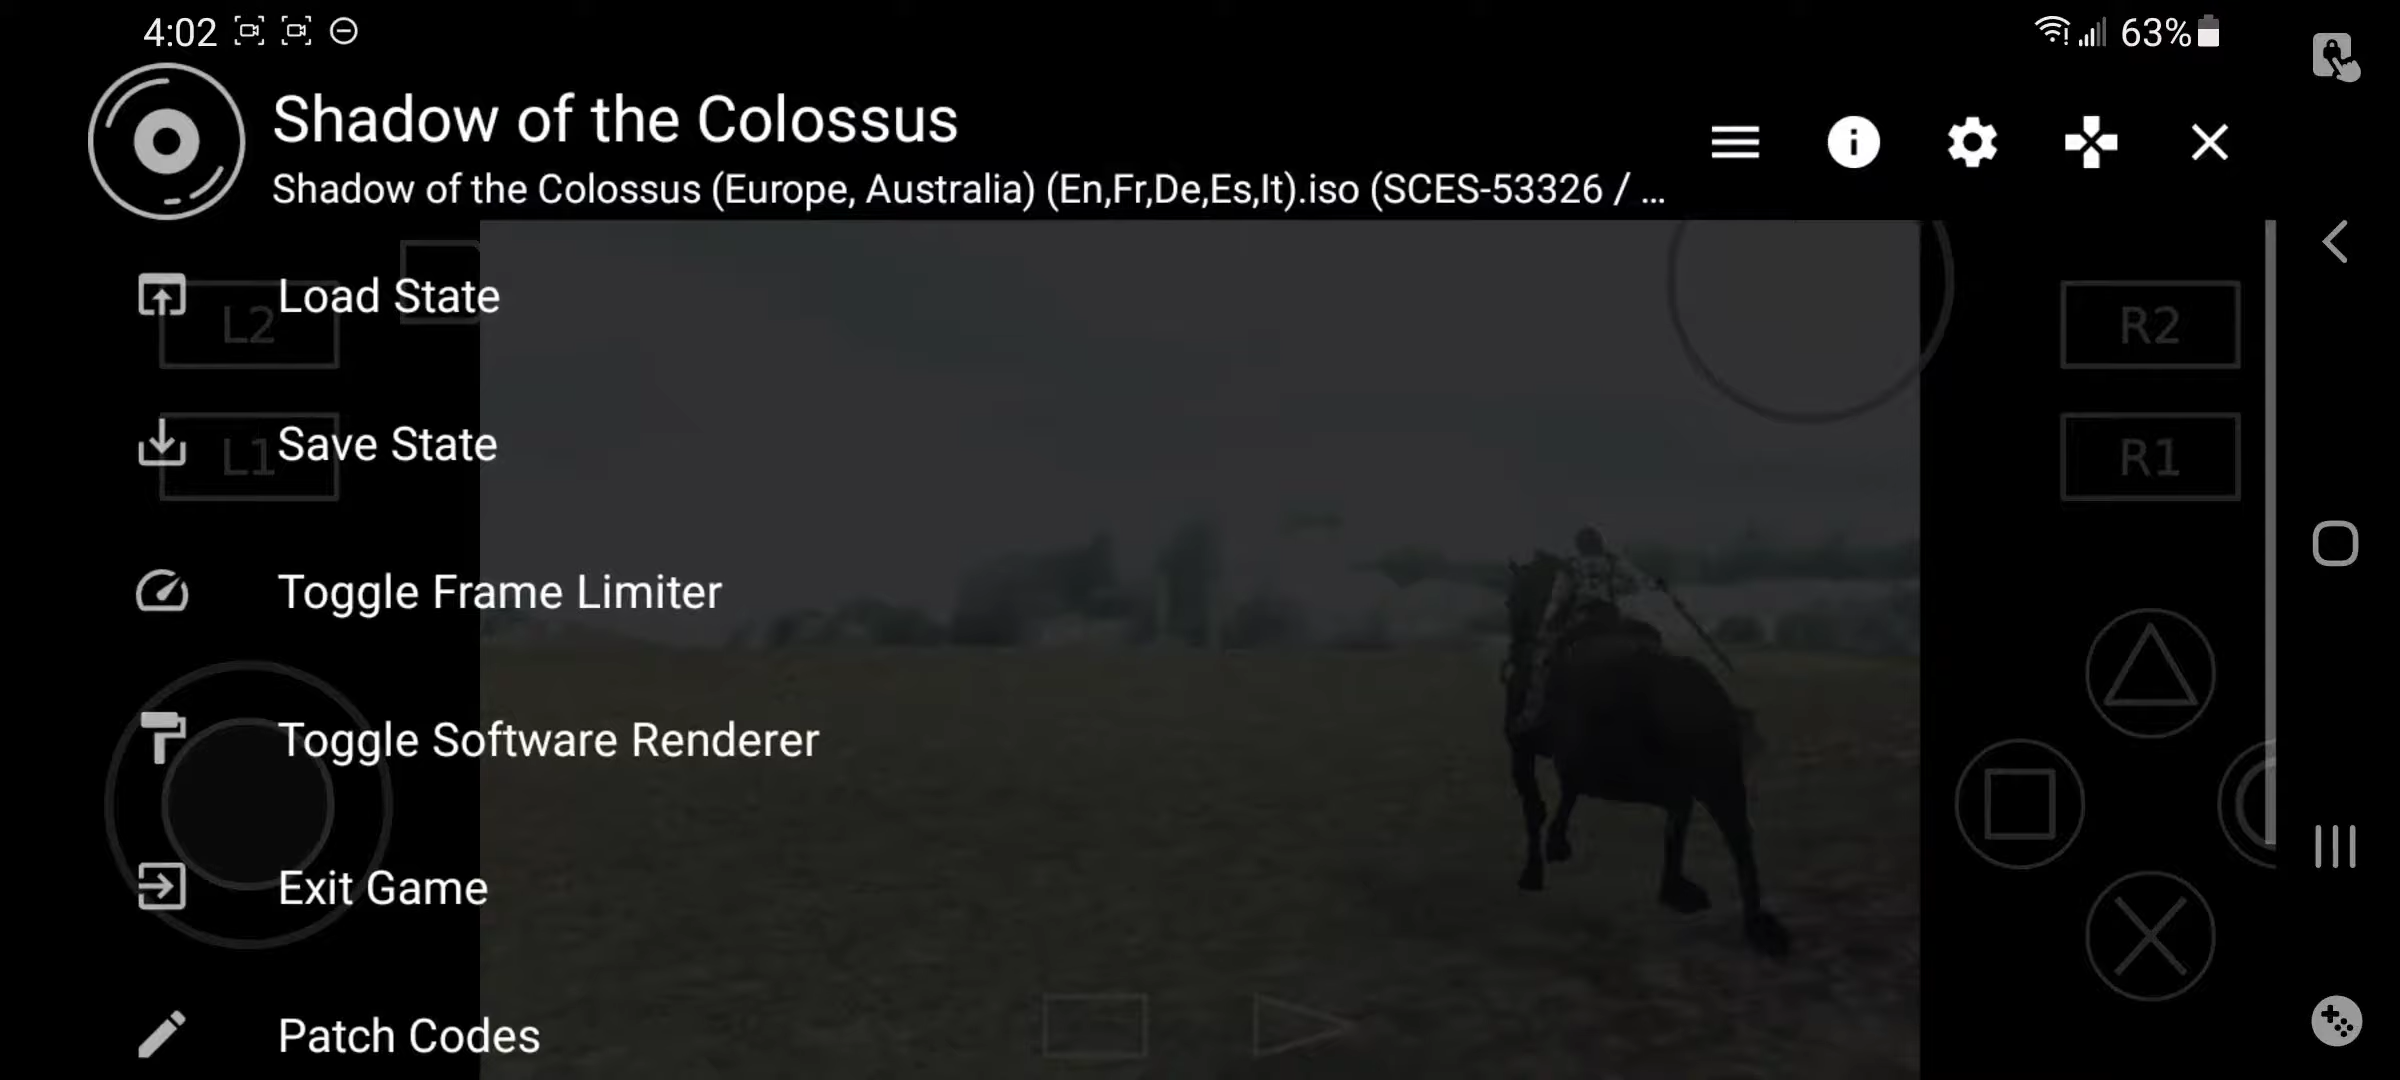 4:02
63%
Shadow of the Colossus
Shadow of the Colossus (Europe, Australia) (En,Fr,De,Es,It).iso (SCES-53326 / ...
Load State
L2
R2
Save State
L1
R1
Toggle Frame Limiter
Toggle Software Renderer
Exit Game
Patch Codes